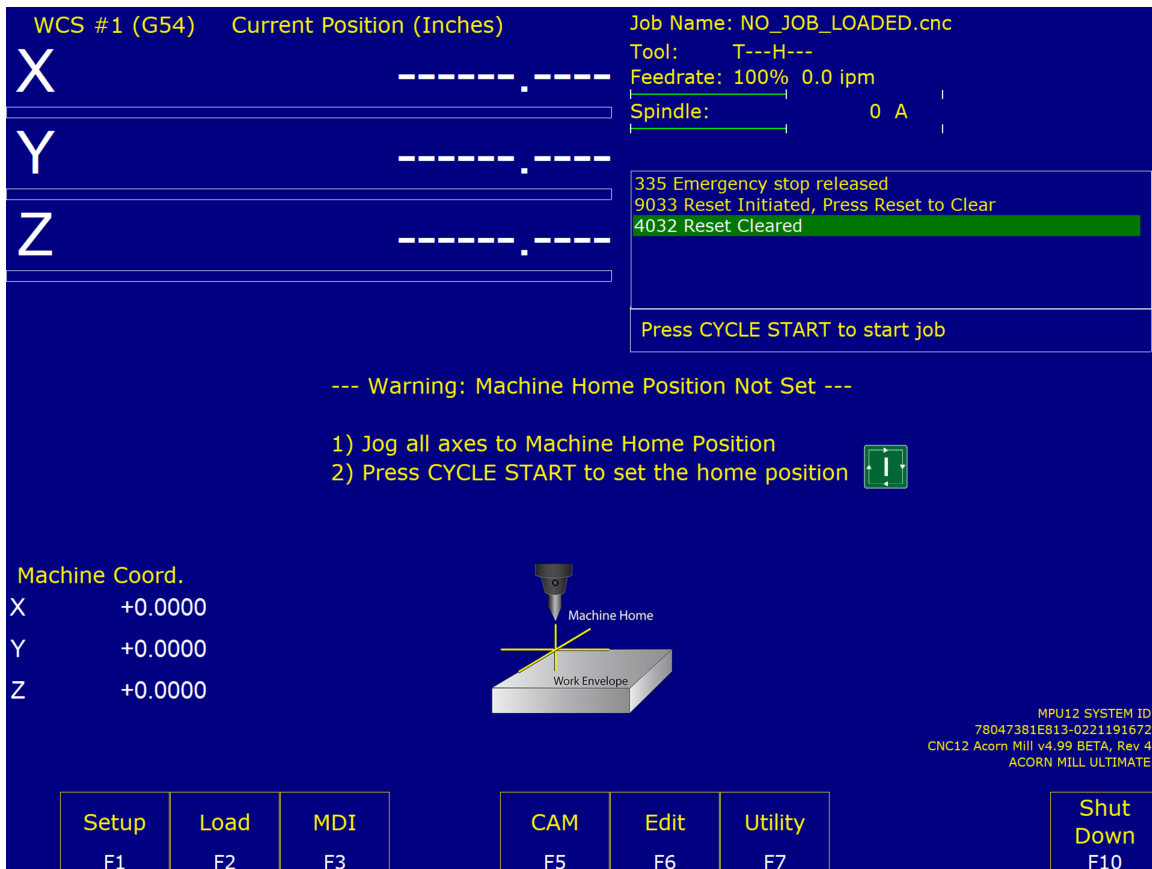 WCS #1 (G54) Current Position (Inches)
X ------.----
Y ------.----
Z ------.----
Job Name: NO_JOB_LOADED.cnc
Tool: T---H---
Feedrate: 100% 0.0 ipm
Spindle: 0 A
335 Emergency stop released
9033 Reset Initiated, Press Reset to Clear
4032 Reset Cleared
Press CYCLE START to start job
--- Warning: Machine Home Position Not Set ---
1) Jog all axes to Machine Home Position
2) Press CYCLE START to set the home position
Machine Coord.
X +0.0000
Y +0.0000
Z +0.0000
Machine Home
Work Envelope
MPU12 SYSTEM ID
78047381E813-0221191672
CNC12 Acorn Mill v4.99 BETA, Rev 4
ACORN MILL ULTIMATE
Setup
F1
Load
F2
MDI
F3
CAM
F5
Edit
F6
Utility
F7
Shut
Down
F10